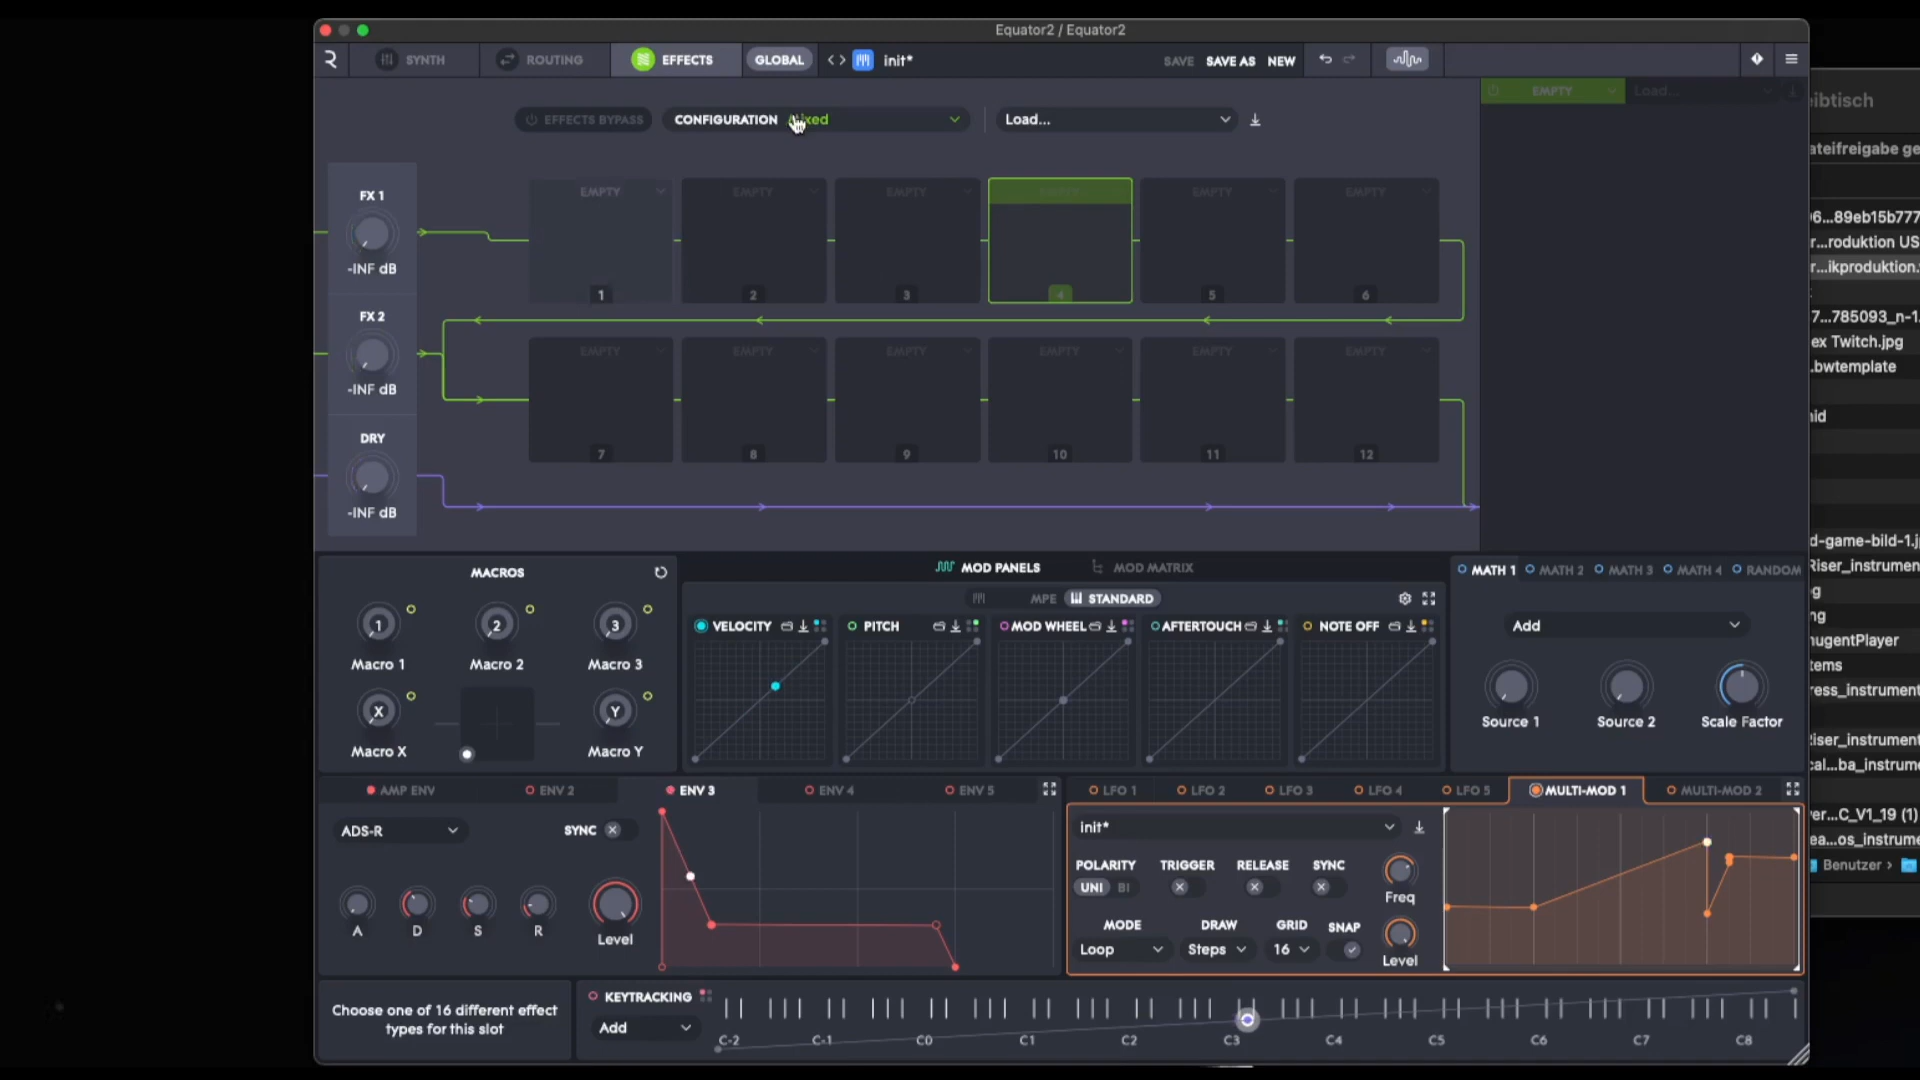 Equator2 / Equator2
SYNTH
ROUTING
EFFECTS
GLOBAL
init*
SAVE
SAVE AS
NEW
EFFECTS BYPASS
CONFIGURATION
Load...
EMPTY
Load...
FX 1
-INF dB
FX 2
-INF dB
DRY
-INF dB
EMPTY EMPTY EMPTY EMPTY EMPTY
1 2 3 4 5 6
EMPTY EMPTY EMPTY EMPTY EMPTY EMPTY
7 8 9 10 11 12
MACROS
1 2 3
Macro 1 Macro 2 Macro 3
X Y
Macro X Macro Y
MOD PANELS
MOD MATRIX
MPE
STANDARD
VELOCITY
PITCH
MOD WHEEL
AFTERTOUCH
NOTE OFF
MATH 1 MATH 2 MATH 3 MATH 4 RANDOM
Add
Source 1 Source 2 Scale Factor
AMP ENV ENV 2 ENV 3 ENV 4 ENV 5
ADS-R
SYNC
A D S R
Level
LFO 1 LFO 2 LFO 3 LFO 4 LFO 5 MULTI-MOD 1 MULTI-MOD 2
init*
POLARITY TRIGGER RELEASE SYNC
UNI BI
Freq
MODE DRAW GRID SNAP
Loop Steps 16
Level
Choose one of 16 different effect
types for this slot
KEYTRACKING
Add
C-2 C-1 C0 C1 C2 C3 C4 C5 C6 C7 C8
ibtisch
ateifreigabe ge
6...89eb15b777
r...roduktion US
r...ikproduktion.
7...785093_n-1.
ex Twitch.jpg
.bwtemplate
id
d-game-bild-1.j
Riser_instrumen
g
ng
nugentPlayer
tems
ress_instrument
Riser_instrument
cal...ba_instrume
er...C_V1_19 (1)
ea...os_instrume
Benutzer